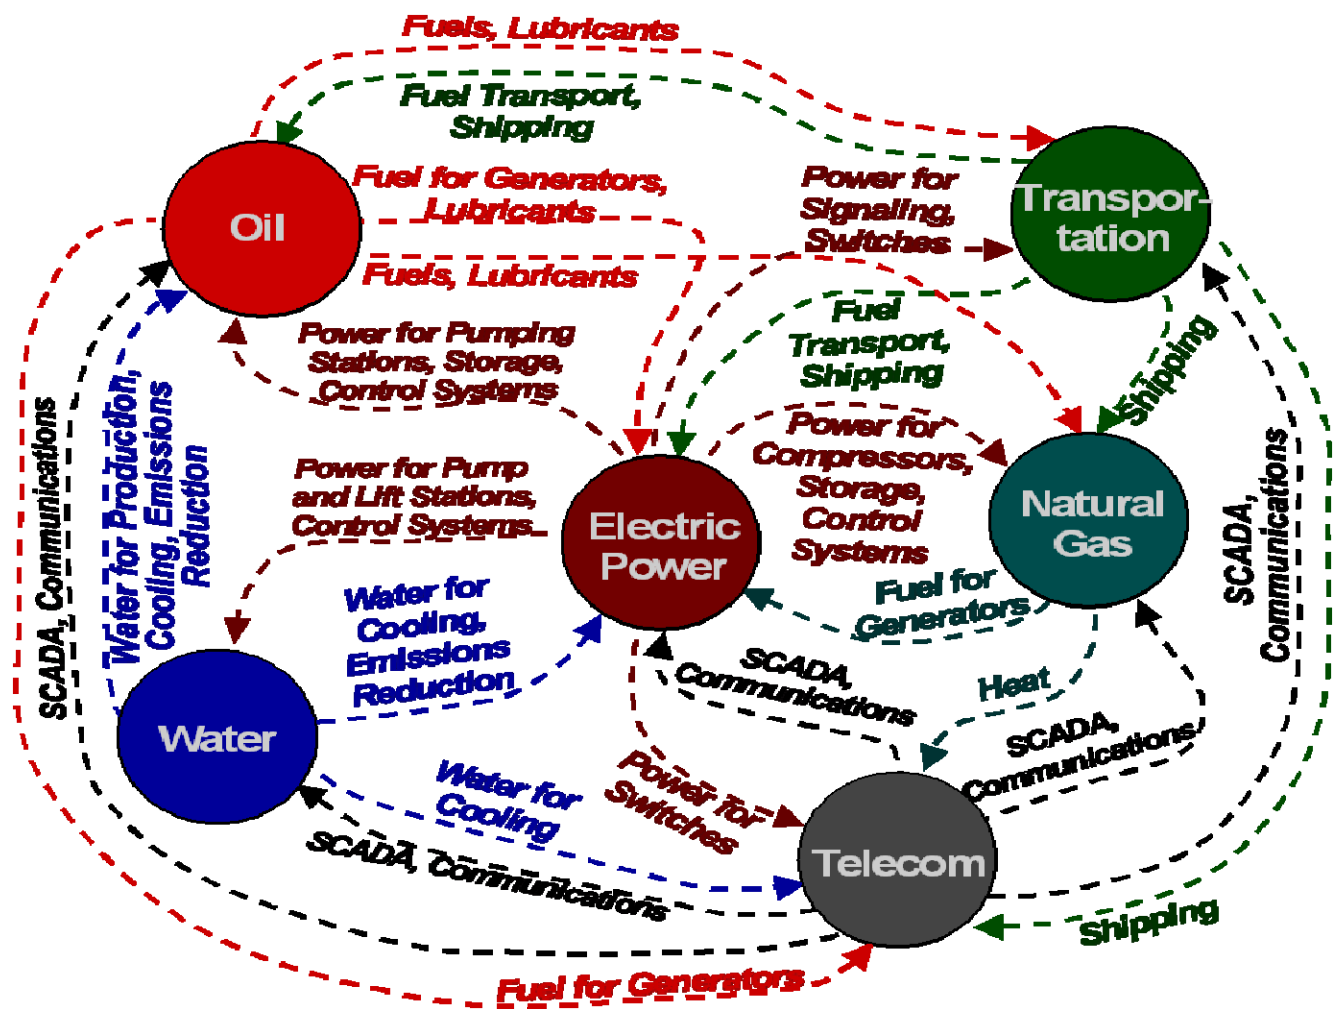 Fuels, Lubricants
Fuel Transport,
Shipping
Fuel for Generators,
Lubricants
Fuels, Lubricants
Oil
Power for
Signaling,
Switches
Transpor-
tation
Power for Pumping
Stations, Storage,
Control Systems
Fuel
Transport,
Shipping
Shipping
Power for
Compressors,
Storage,
Control
Systems
Natural
Gas
SCADA, Communications
Water for Production,
Cooling, Emissions
Reduction
Power for Pump
and Lift Stations,
Control Systems
Electric
Power
SCADA,
Communications
Water for
Cooling,
Emissions
Reduction
Fuel for
Generators
SCADA,
Communications
Heat
Water
SCADA,
Communications
Water for
Cooling
Power for
Switches
SCADA, Communications
Telecom
Shipping
Fuel for Generators